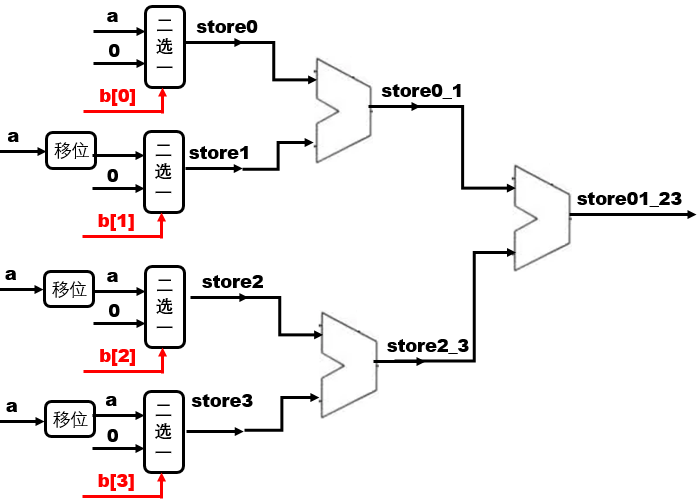 a
0
二选一
store0
b[0]
a
移位
0
二选一
store1
b[1]
store0_1
store01_23
a
移位
a
0
二选一
store2
b[2]
store2_3
a
移位
a
0
二选一
store3
b[3]